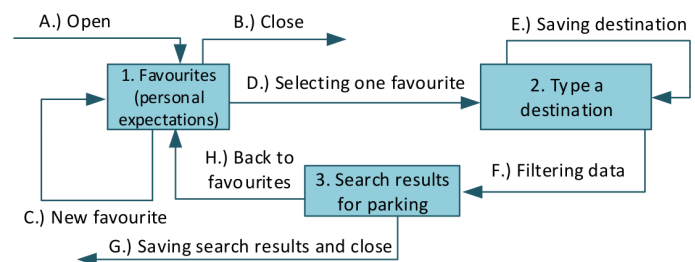 A.) Open
B.) Close
E.) Saving destination
1. Favourites
(personal
expectations)
D.) Selecting one favourite
2. Type a
destination
H.) Back to
favourites
3. Search results
for parking
F.) Filtering data
C.) New favourite
G.) Saving search results and close